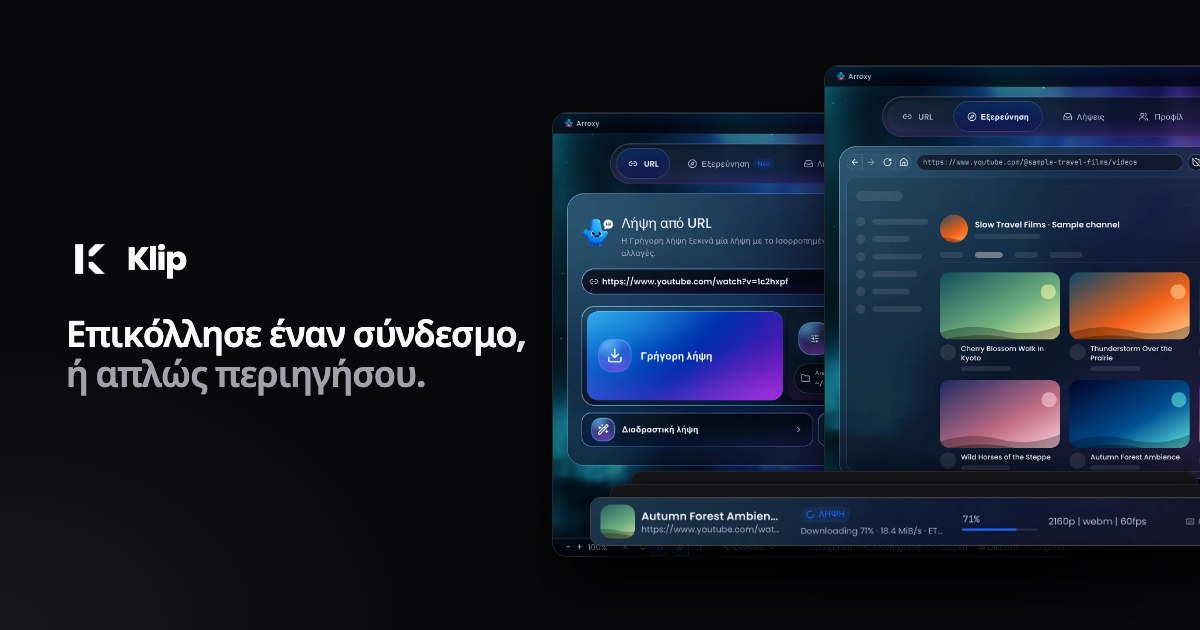 Klip
Επικόλλησε έναν σύνδεσμο,
ή απλώς περιηγήσου.
Arroxy
URL
Εξερεύνηση
Νέο
Λήψη από URL
Η Γρήγορη λήψη ξεκινά μία λήψη με το Ισορροπημέν
αλλαγές.
https://www.youtube.com/watch?v=1c2hxpf
Γρήγορη λήψη
Διαδραστική λήψη
Arroxy
URL
Εξερεύνηση
Λήψεις
Προφίλ
https://www.youtube.com/@sample-travel-films/videos
Slow Travel Films · Sample channel
Cherry Blossom Walk in
Kyoto
Thunderstorm Over the
Prairie
Wild Horses of the Steppe
Autumn Forest Ambience
Autumn Forest Ambien...
https://www.youtube.com/wat...
ΛΗΨΗ
Downloading 71% · 18.4 MiB/s · ET...
71%
2160p | webm | 60fps
− + 100%